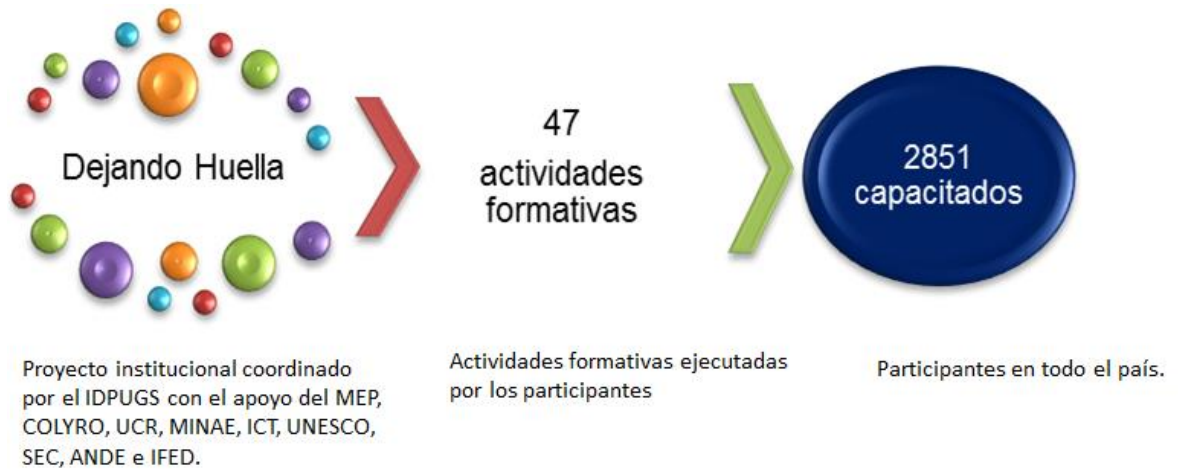 Dejando Huella
47
actividades
formativas
2851
capacitados
Proyecto institucional coordinado
por el IDPUGS con el apoyo del MEP,
COLYRO, UCR, MINAE, ICT, UNESCO,
SEC, ANDE e IFED.
Actividades formativas ejecutadas
por los participantes
Participantes en todo el país.